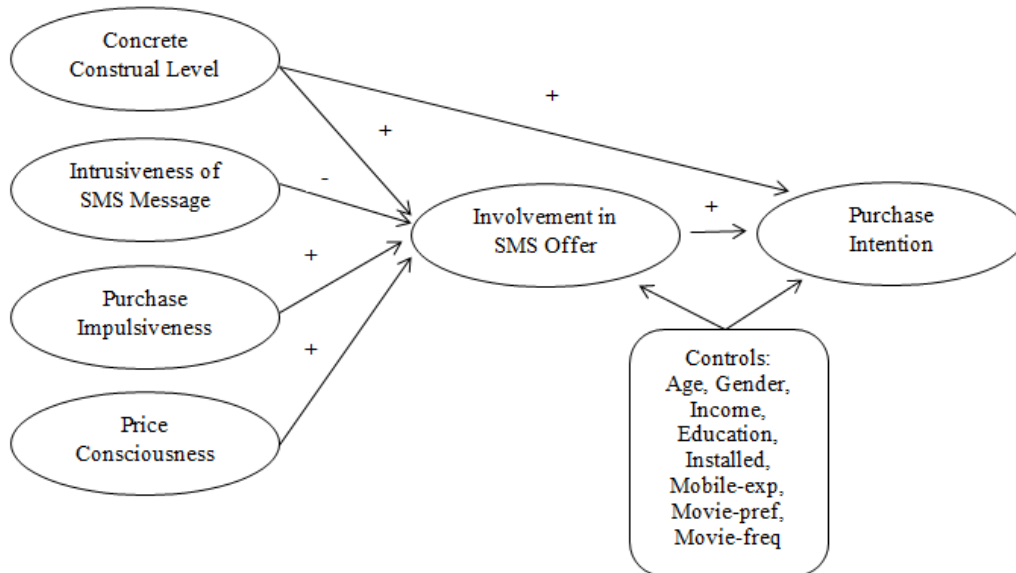 Concrete
Construal Level
+
+
Intrusiveness of
SMS Message
-
Involvement in
SMS Offer
+
Purchase
Intention
+
Purchase
Impulsiveness
+
Price
Consciousness
Controls:
Age, Gender,
Income,
Education,
Installed,
Mobile-exp,
Movie-pref,
Movie-freq